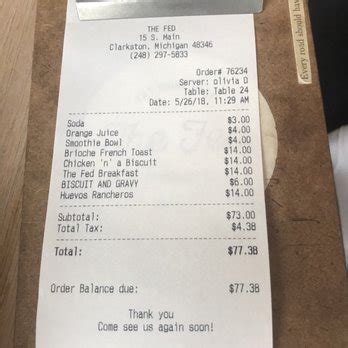 THE FED
15 S. Main
Clarkston, Michigan 48346
(248) 297-5833
Order# 76234
Server: olivia D
Table: Table 24
Date: 5/26/18, 11:29 AM
Soda $3.00
Orange Juice $4.00
Smoothie Bowl $4.00
Brioche French Toast $14.00
Chicken 'n' a Biscuit $14.00
The Fed Breakfast $14.00
BISCUIT AND GRAVY $6.00
Huevos Rancheros $14.00
Subtotal: $73.00
Total Tax: $4.38
Total: $77.38
Order Balance due: $77.38
Thank you
Come see us again soon!
Every road should ha